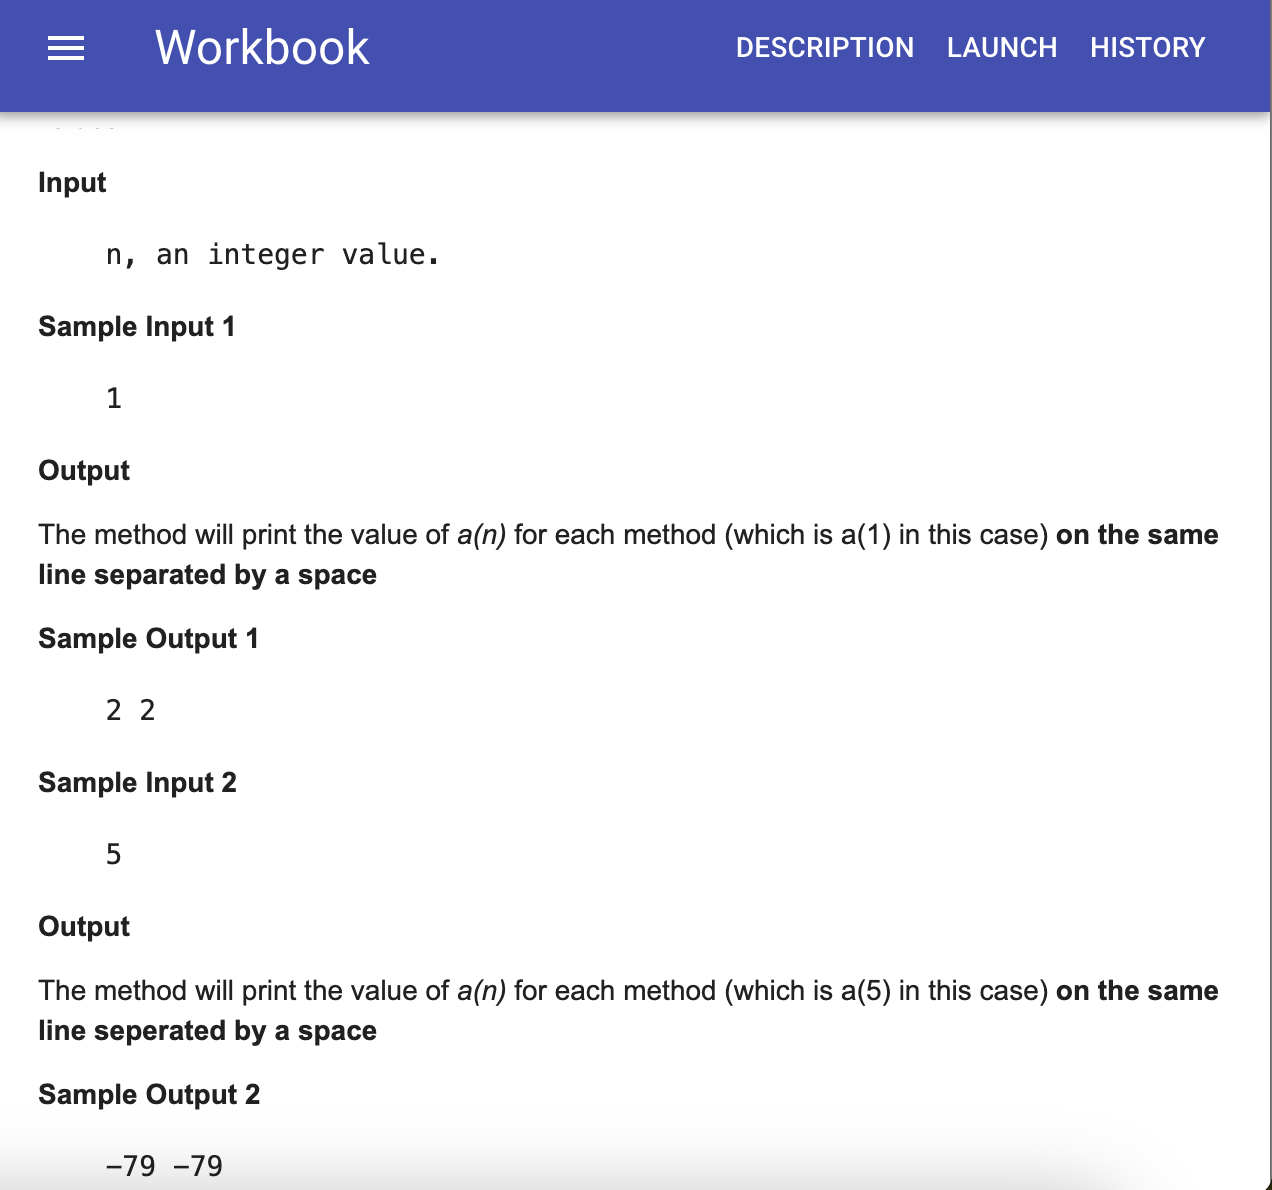 Workbook DESCRIPTION LAUNCH HISTORY
Input
n, an integer value.
Sample Input 1
1
Output
The method will print the value of a(n) for each method (which is a(1) in this case) on the same
line separated by a space
Sample Output 1
2 2
Sample Input 2
5
Output
The method will print the value of a(n) for each method (which is a(5) in this case) on the same
line seperated by a space
Sample Output 2
-79 -79